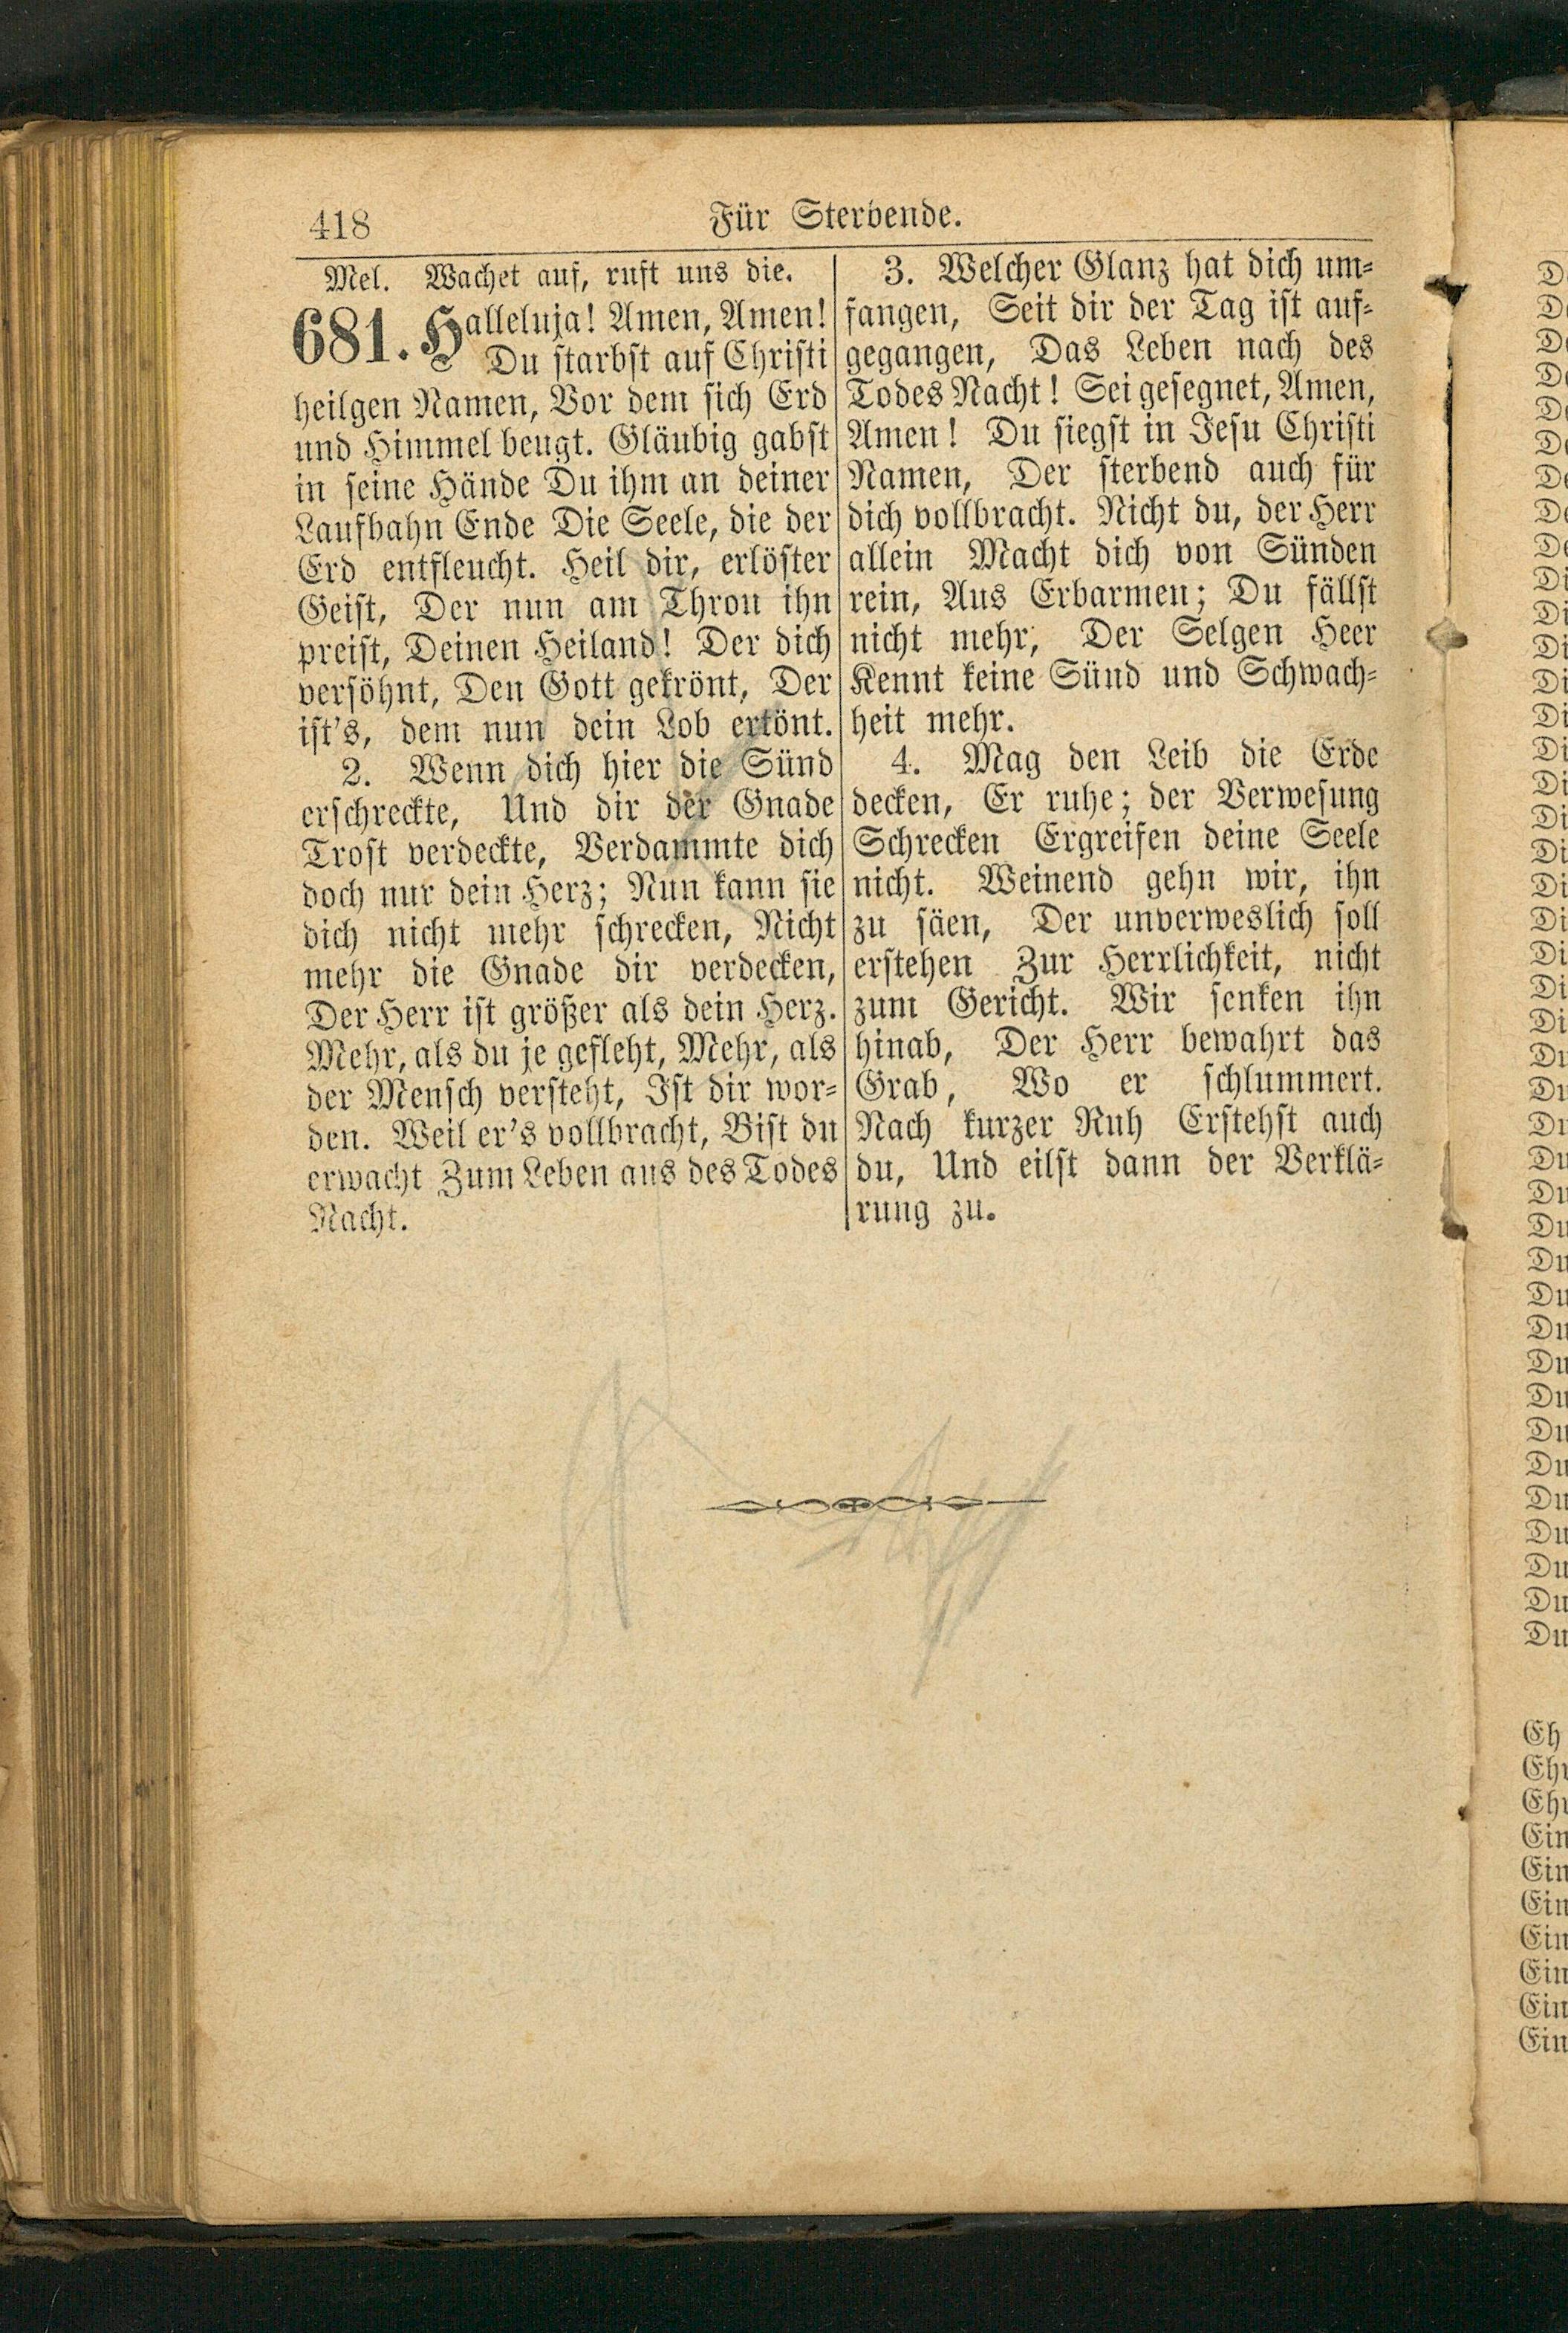 418
Für Sterbende.
Mel. Wachet auf, ruft uns die.
681. Halleluja! Amen, Amen!
Du starbst auf Christi
heilgen Namen, Vor dem sich Erd
und Himmel beugt. Gläubig gabst
in seine Hände Du ihm an deiner
Laufbahn Ende Die Seele, die der
Erd entfleucht. Heil dir, erlöster
Geist, Der nun am Thron ihn
preist, Deinen Heiland! Der dich
versöhnt, Den Gott gekrönt, Der
ist's, dem nun dein Lob ertönt.
2. Wenn dich hier die Sünd
erschreckte, Und dir der Gnade
Trost verdeckte, Verdammte dich
doch nur dein Herz; Nun kann sie
dich nicht mehr schrecken, Nicht
mehr die Gnade dir verdecken,
Der Herr ist größer als dein Herz.
Mehr, als du je gefleht, Mehr, als
der Mensch versteht, Ist dir wor-
den. Weil er's vollbracht, Bist du
erwacht Zum Leben aus des Todes
Nacht.
3. Welcher Glanz hat dich um-
fangen, Seit dir der Tag ist auf-
gegangen, Das Leben nach des
Todes Nacht! Sei gesegnet, Amen,
Amen! Du siegst in Jesu Christi
Namen, Der sterbend auch für
dich vollbracht. Nicht du, der Herr
allein Macht dich von Sünden
rein, Aus Erbarmen; Du fällst
nicht mehr, Der Selgen Heer
Kennt keine Sünd und Schwach-
heit mehr.
4. Mag den Leib die Erde
decken, Er ruhe; der Verwesung
Schrecken Ergreifen deine Seele
nicht. Weinend gehn wir, ihn
zu säen, Der unverweslich soll
erstehen Zur Herrlichkeit, nicht
zum Gericht. Wir senken ihn
hinab, Der Herr bewahrt das
Grab, Wo er schlummert.
Nach kurzer Ruh Erstehst auch
du, Und eilst dann der Verklä-
rung zu.